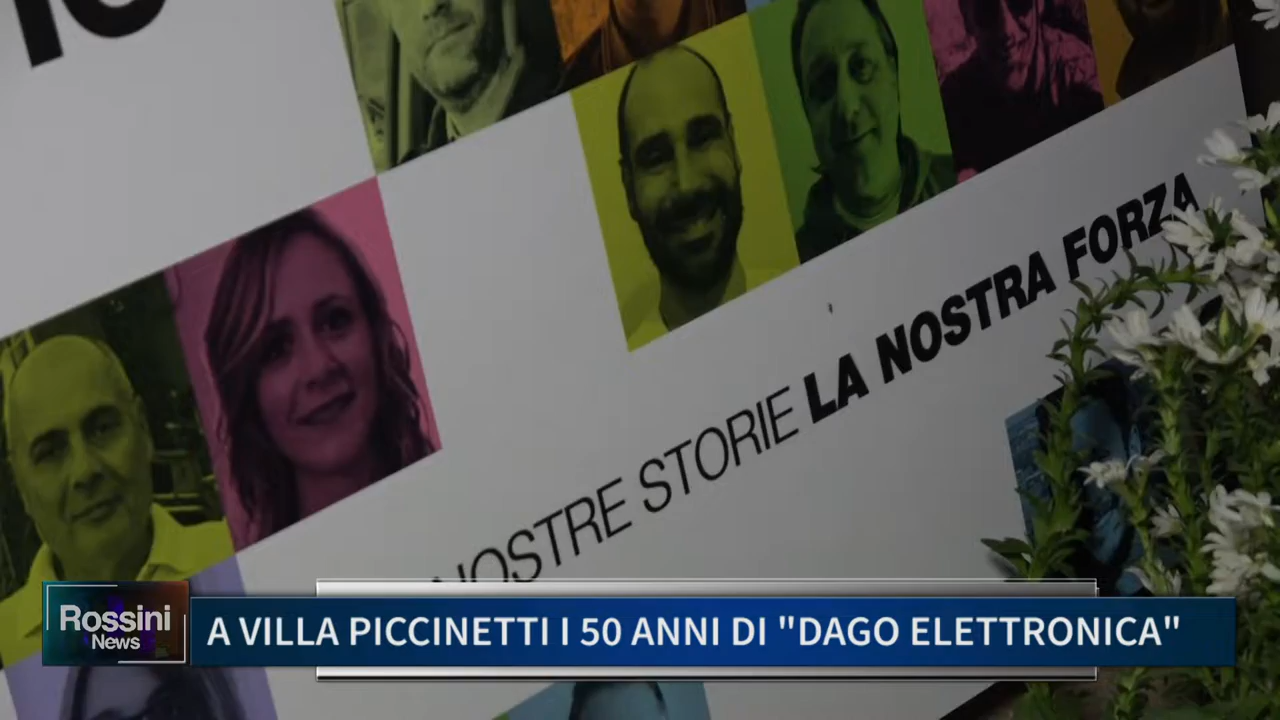 NOSTRE STORIE LA NOSTRA FORZA
Rossini
News
A VILLA PICCINETTI I 50 ANNI DI "DAGO ELETTRONICA"